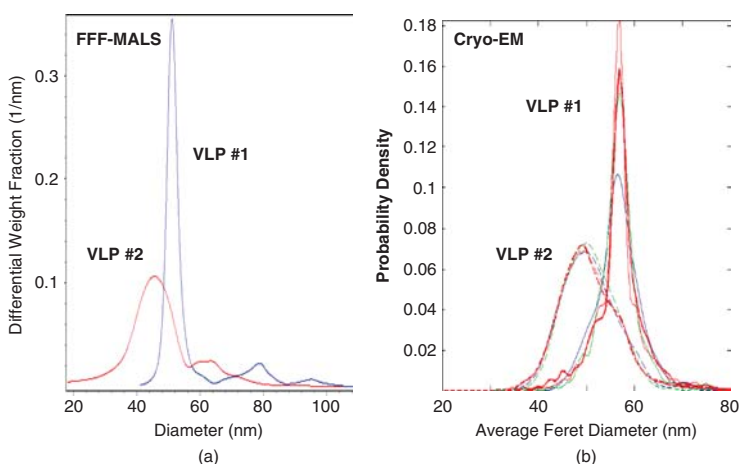 FFF-MALS
0.3
0.2
0.1
VLP #1
VLP #2
Differential Weight Fraction (1/nm)
20 40 60 80 100
Diameter (nm)
(a)
Cryo-EM
0.18
0.16
0.14
0.12
0.1
0.08
0.06
0.04
0.02
VLP #1
VLP #2
Probability Density
20 40 60 80
Average Feret Diameter (nm)
(b)